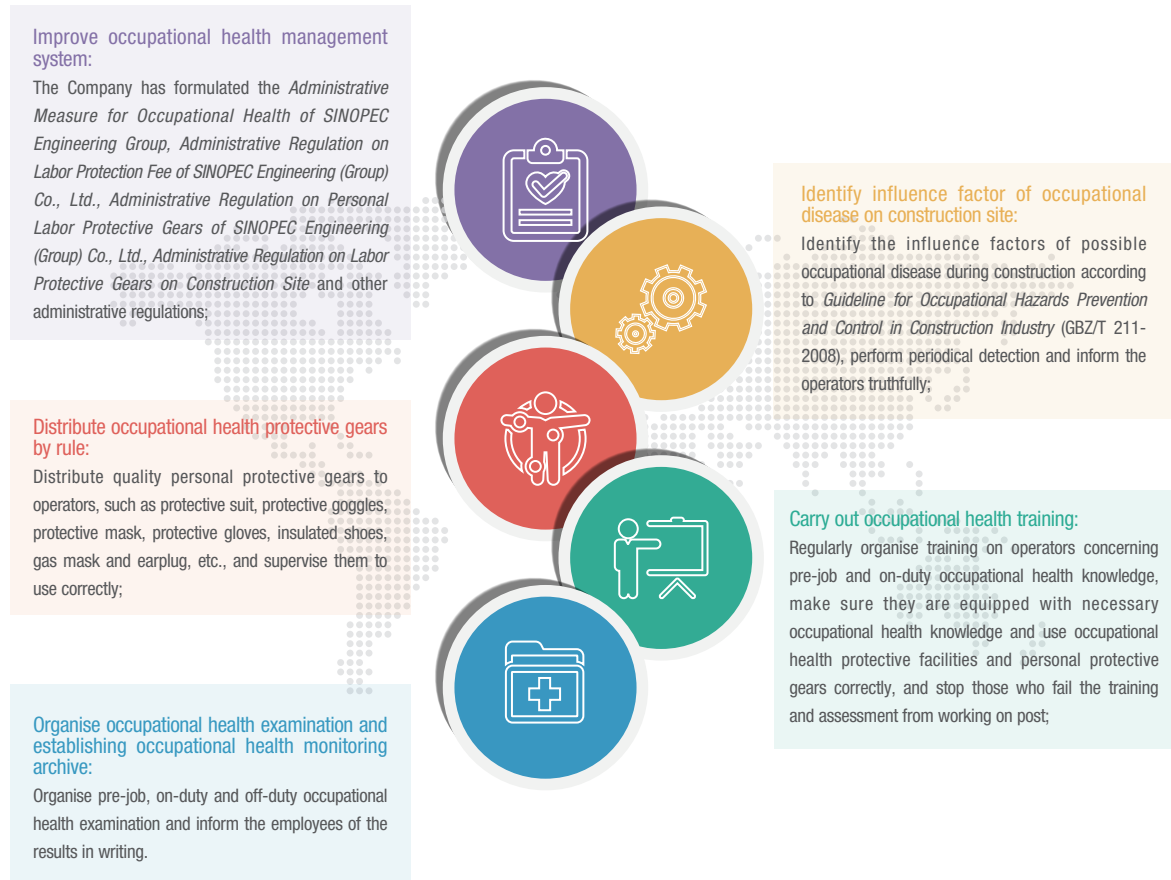 Improve occupational health management
system:
The Company has formulated the Administrative
Measure for Occupational Health of SINOPEC
Engineering Group, Administrative Regulation on
Labor Protection Fee of SINOPEC Engineering (Group)
Co., Ltd., Administrative Regulation on Personal
Labor Protective Gears of SINOPEC Engineering
(Group) Co., Ltd., Administrative Regulation on Labor
Protective Gears on Construction Site and other
administrative regulations;
Identify influence factor of occupational
disease on construction site:
Identify the influence factors of possible
occupational disease during construction according
to Guideline for Occupational Hazards Prevention
and Control in Construction Industry (GBZ/T 211-
2008), perform periodical detection and inform the
operators truthfully;
Distribute occupational health protective gears
by rule:
Distribute quality personal protective gears to
operators, such as protective suit, protective goggles,
protective mask, protective gloves, insulated shoes,
gas mask and earplug, etc., and supervise them to
use correctly;
Carry out occupational health training:
Regularly organise training on operators concerning
pre-job and on-duty occupational health knowledge,
make sure they are equipped with necessary
occupational health knowledge and use occupational
health protective facilities and personal protective
gears correctly, and stop those who fail the training
and assessment from working on post;
Organise occupational health examination and
establishing occupational health monitoring
archive:
Organise pre-job, on-duty and off-duty occupational
health examination and inform the employees of the
results in writing.